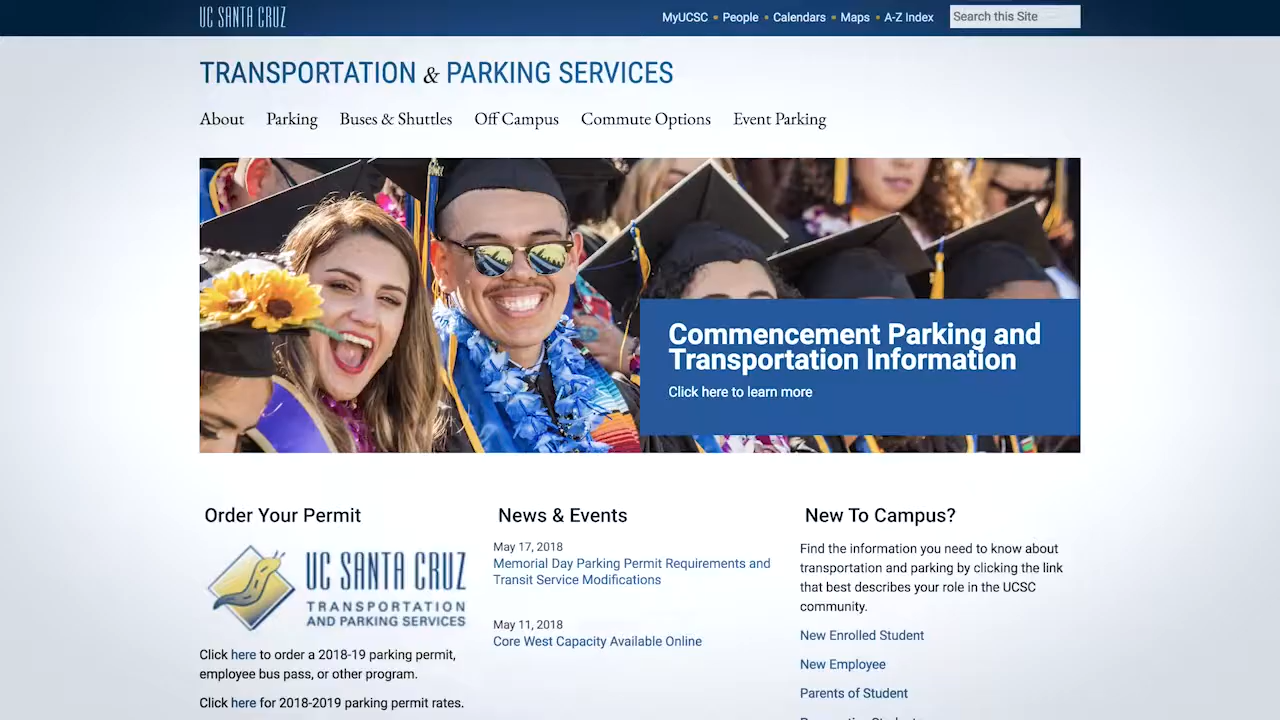 UC SANTA CRUZ
MyUCSC • People • Calendars • Maps • A-Z Index
Search this Site
TRANSPORTATION & PARKING SERVICES
About Parking Buses & Shuttles Off Campus Commute Options Event Parking
Commencement Parking and
Transportation Information
Click here to learn more
Order Your Permit
UC SANTA CRUZ
TRANSPORTATION
AND PARKING SERVICES
Click here to order a 2018-19 parking permit,
employee bus pass, or other program.
Click here for 2018-2019 parking permit rates.
News & Events
May 17, 2018
Memorial Day Parking Permit Requirements and
Transit Service Modifications
May 11, 2018
Core West Capacity Available Online
New To Campus?
Find the information you need to know about
transportation and parking by clicking the link
that best describes your role in the UCSC
community.
New Enrolled Student
New Employee
Parents of Student